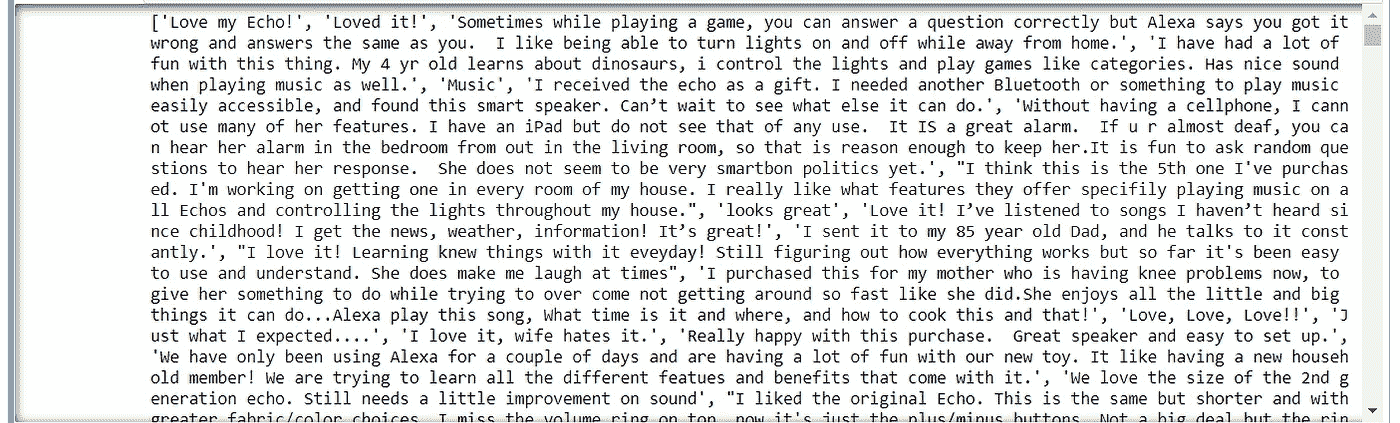 ['Love my Echo!', 'Loved it!', 'Sometimes while playing a game, you can answer a question correctly but Alexa says you got it
wrong and answers the same as you.  I like being able to turn lights on and off while away from home.', 'I have had a lot of
fun with this thing. My 4 yr old learns about dinosaurs, i control the lights and play games like categories. Has nice sound
when playing music as well.', 'Music', 'I received the echo as a gift. I needed another Bluetooth or something to play music
easily accessible, and found this smart speaker. Can’t wait to see what else it can do.', 'Without having a cellphone, I cann
ot use many of her features. I have an iPad but do not see that of any use.  It IS a great alarm.  If u r almost deaf, you ca
n hear her alarm in the bedroom from out in the living room, so that is reason enough to keep her.It is fun to ask random que
stions to hear her response.  She does not seem to be very smartbon politics yet.', "I think this is the 5th one I've purchas
ed. I'm working on getting one in every room of my house. I really like what features they offer specifily playing music on a
ll Echos and controlling the lights throughout my house.", 'looks great', 'Love it! I’ve listened to songs I haven’t heard si
nce childhood! I get the news, weather, information! It’s great!', 'I sent it to my 85 year old Dad, and he talks to it const
antly.', "I love it! Learning knew things with it eveyday! Still figuring out how everything works but so far it's been easy
to use and understand. She does make me laugh at times", 'I purchased this for my mother who is having knee problems now, to
give her something to do while trying to over come not getting around so fast like she did.She enjoys all the little and big
things it can do...Alexa play this song, What time is it and where, and how to cook this and that!', 'Love, Love, Love!!', 'J
ust what I expected....', 'I love it, wife hates it.', 'Really happy with this purchase.  Great speaker and easy to set up.',
'We have only been using Alexa for a couple of days and are having a lot of fun with our new toy. It like having a new househ
old member! We are trying to learn all the different featues and benefits that come with it.', 'We love the size of the 2nd g
eneration echo. Still needs a little improvement on sound', "I liked the original Echo. This is the same but shorter and with
greater fabric/color choices. I miss the volume ring on top, now it's just the plus/minus buttons. Not a big deal but the rin